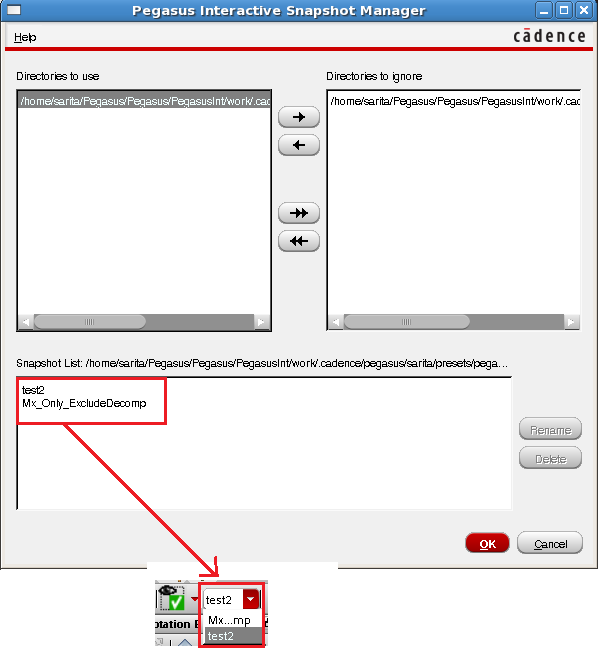 Pegasus Interactive Snapshot Manager
Help
cādence
Directories to use
Directories to ignore
/home/sarita/Pegasus/Pegasus/PegasusInt/work/.cad
/home/sarita/Pegasus/Pegasus/PegasusInt/work/.cad
Snapshot List: /home/sarita/Pegasus/Pegasus/PegasusInt/work/.cadence/pegasus/sarita/presets/pega...
test2
Mx_Only_ExcludeDecomp
Rename
Delete
OK
Cancel
test2
Mx...mp
test2